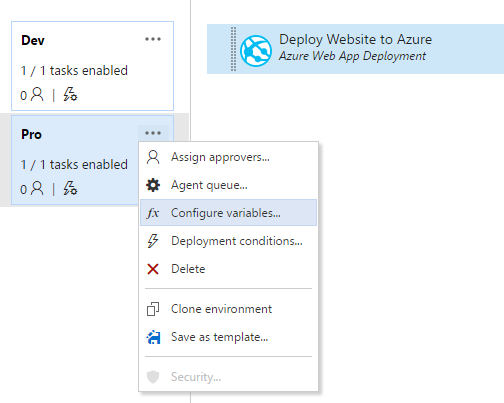 Dev ...
1 / 1 tasks enabled
0 |
Pro ...
1 / 1 tasks enabled
0 |
Deploy Website to Azure
Azure Web App Deployment
Assign approvers...
Agent queue...
fx Configure variables...
Deployment conditions...
Delete
Clone environment
Save as template...
Security...